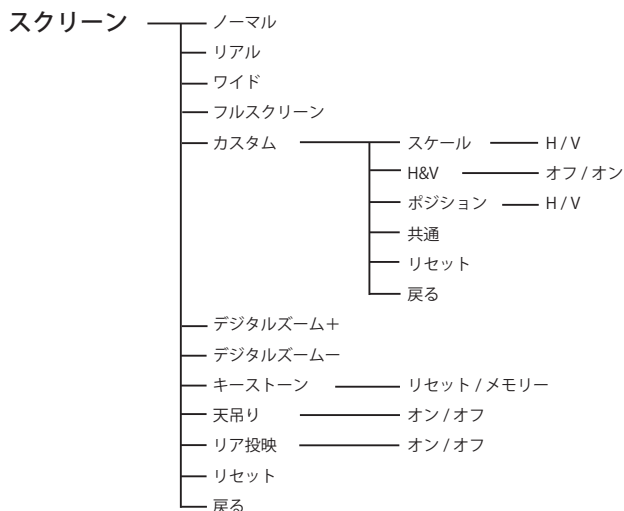 スクリーン
ノーマル
リアル
ワイド
フルスクリーン
カスタム
スケール
H / V
H&V
オフ / オン
ポジション
H / V
共通
リセット
戻る
デジタルズーム＋
デジタルズームー
キーストーン
リセット / メモリー
天吊り
オン / オフ
リア投映
オン / オフ
リセット
戻る